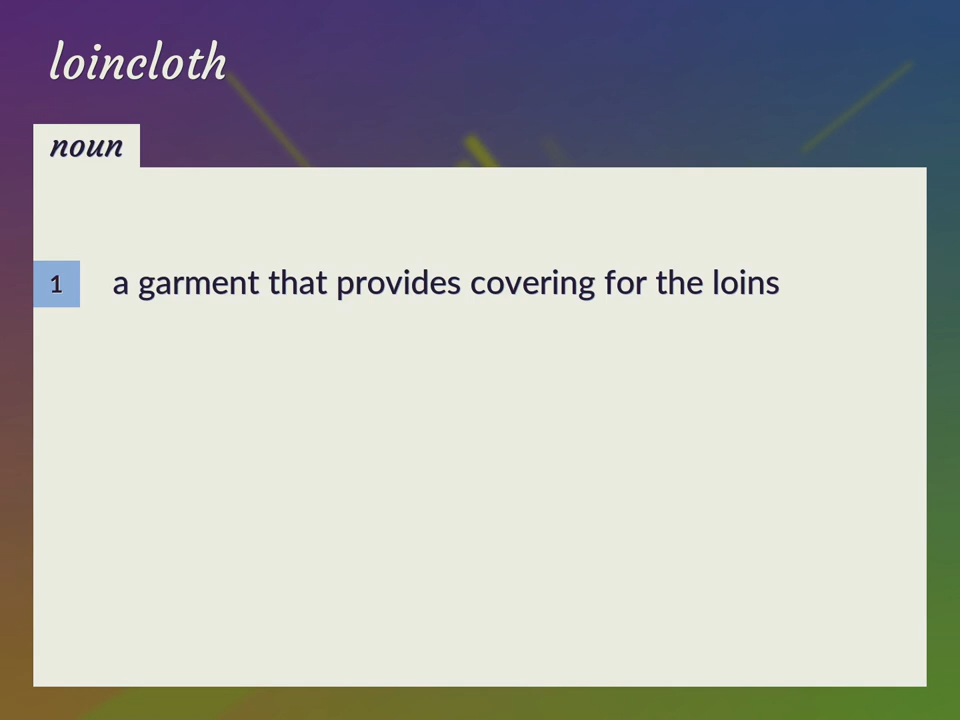 loincloth
noun
1 a garment that provides covering for the loins